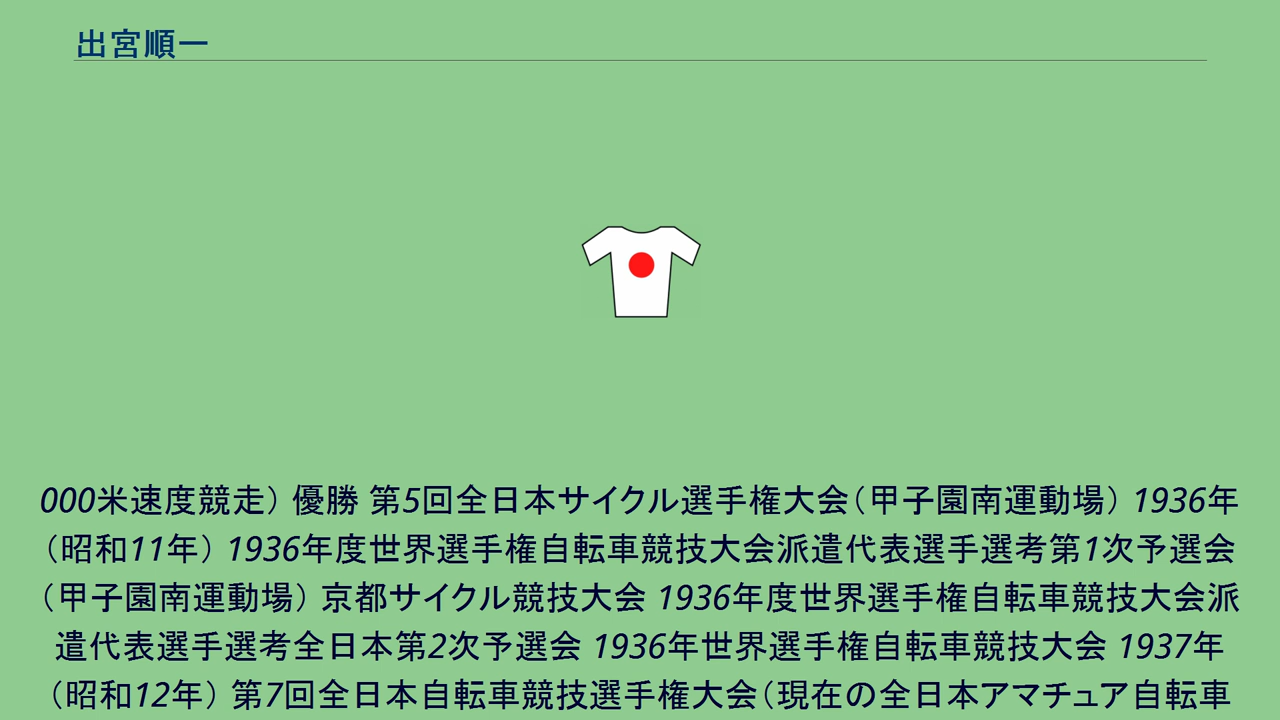 出宮順一
000米速度競走） 優勝 第5回全日本サイクル選手権大会（甲子園南運動場） 1936年
（昭和11年） 1936年度世界選手権自転車競技大会派遣代表選手選考第1次予選会
（甲子園南運動場） 京都サイクル競技大会 1936年度世界選手権自転車競技大会派
遣代表選手選考全日本第2次予選会 1936年世界選手権自転車競技大会 1937年
（昭和12年） 第7回全日本自転車競技選手権大会（現在の全日本アマチュア自転車